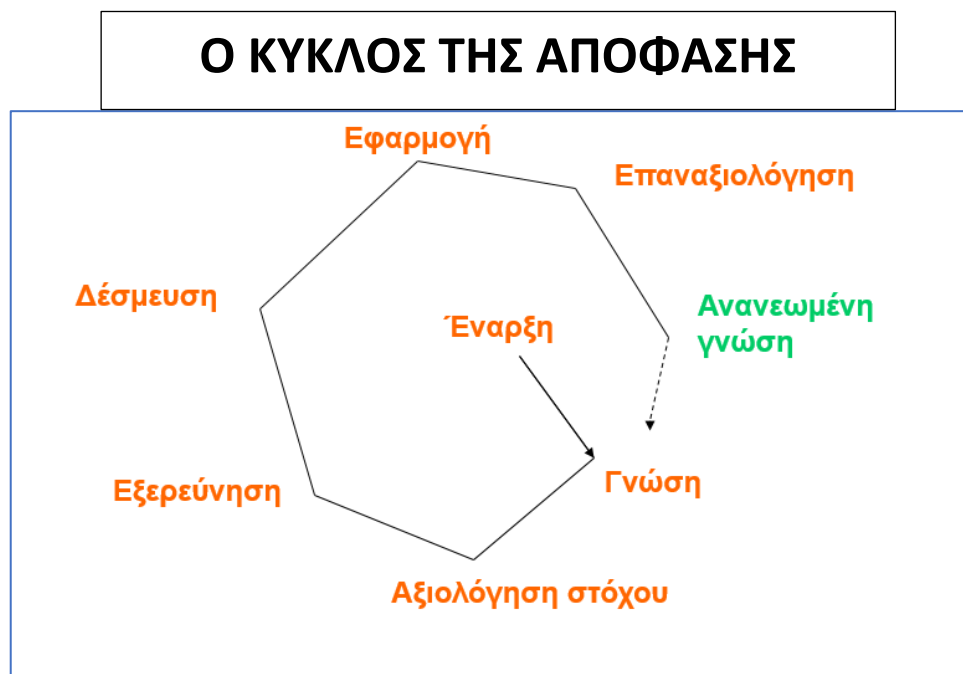 Ο ΚΥΚΛΟΣ ΤΗΣ ΑΠΟΦΑΣΗΣ
Εφαρμογή
Επαναξιολόγηση
Δέσμευση
Ανανεωμένη
γνώση
Έναρξη
Εξερεύνηση
Γνώση
Αξιολόγηση στόχου